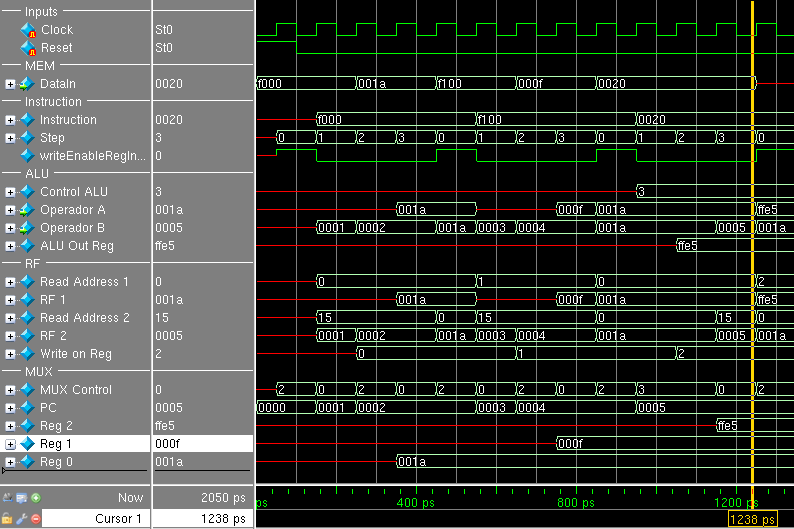 Inputs
Clock St0
Reset St0
MEM
DataIn 0020 f000 001a f100 000f 0020
Instruction
Instruction 0020 f000 f100 0020
Step 3 0 1 2 3 0 1 2 3 0 1 2 3 0
writeEnableRegIn... 0
ALU
Control ALU 3 3
Operador A 001a 001a 000f 001a ffe5
Operador B 0005 0001 0002 001a 0003 0004 001a 0005 001a
ALU Out Reg ffe5 ffe5
RF
Read Address 1 0 0 1 0 2
RF 1 001a 001a 000f 001a ffe5
Read Address 2 15 15 0 15 0 15 0
RF 2 0005 0001 0002 001a 0003 0004 001a 0005 001a
Write on Reg 2 0 1 2
MUX
MUX Control 0 2 0 2 0 2 0 2 0 2 3 0 2
PC 0005 0000 0001 0002 0003 0004 0005
Reg 2 ffe5 ffe5
Reg 1 000f 000f
Reg 0 001a 001a
Now 2050 ps ps 400 ps 800 ps 1200 ps
Cursor 1 1238 ps 1238 ps